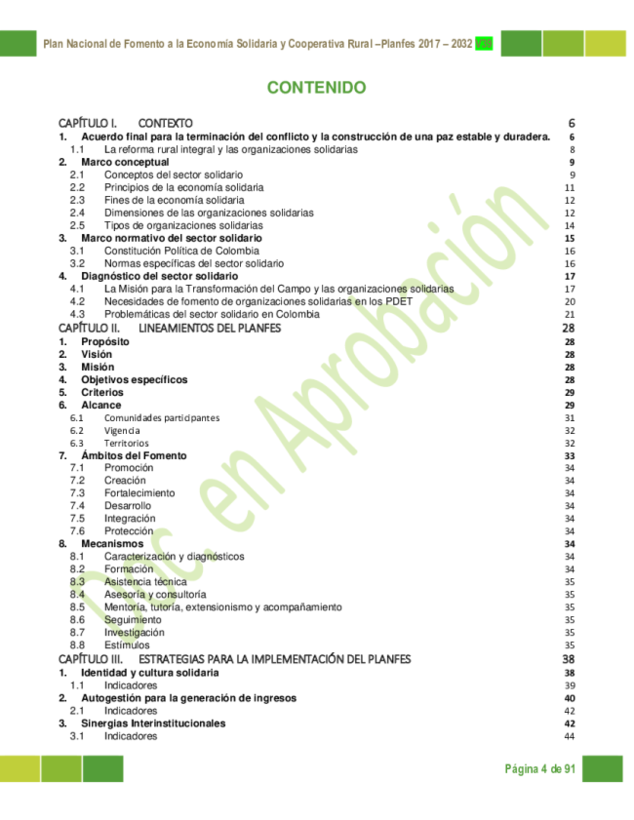 Plan Nacional de Fomento a la Economía Solidaria y Cooperativa Rural –Planfes 2017 – 2032 v39
CONTENIDO
CAPÍTULO I. CONTEXTO 6
1. Acuerdo final para la terminación del conflicto y la construcción de una paz estable y duradera. 6
1.1 La reforma rural integral y las organizaciones solidarias 8
2. Marco conceptual 9
2.1 Conceptos del sector solidario 9
2.2 Principios de la economía solidaria 11
2.3 Fines de la economía solidaria 12
2.4 Dimensiones de las organizaciones solidarias 12
2.5 Tipos de organizaciones solidarias 14
3. Marco normativo del sector solidario 15
3.1 Constitución Política de Colombia 16
3.2 Normas específicas del sector solidario 16
4. Diagnóstico del sector solidario 17
4.1 La Misión para la Transformación del Campo y las organizaciones solidarias 17
4.2 Necesidades de fomento de organizaciones solidarias en los PDET 20
4.3 Problemáticas del sector solidario en Colombia 21
CAPÍTULO II. LINEAMIENTOS DEL PLANFES 28
1. Propósito 28
2. Visión 28
3. Misión 28
4. Objetivos específicos 28
5. Criterios 29
6. Alcance 29
6.1 Comunidades participantes 31
6.2 Vigencia 32
6.3 Territorios 32
7. Ámbitos del Fomento 33
7.1 Promoción 34
7.2 Creación 34
7.3 Fortalecimiento 34
7.4 Desarrollo 34
7.5 Integración 34
7.6 Protección 34
8. Mecanismos 34
8.1 Caracterización y diagnósticos 34
8.2 Formación 34
8.3 Asistencia técnica 35
8.4 Asesoría y consultoría 35
8.5 Mentoría, tutoría, extensionismo y acompañamiento 35
8.6 Seguimiento 35
8.7 Investigación 35
8.8 Estímulos 35
CAPÍTULO III. ESTRATEGIAS PARA LA IMPLEMENTACIÓN DEL PLANFES 38
1. Identidad y cultura solidaria 38
1.1 Indicadores 39
2. Autogestión para la generación de ingresos 40
2.1 Indicadores 42
3. Sinergias Interinstitucionales 42
3.1 Indicadores 44
Doc. en Aprobación
Página 4 de 91